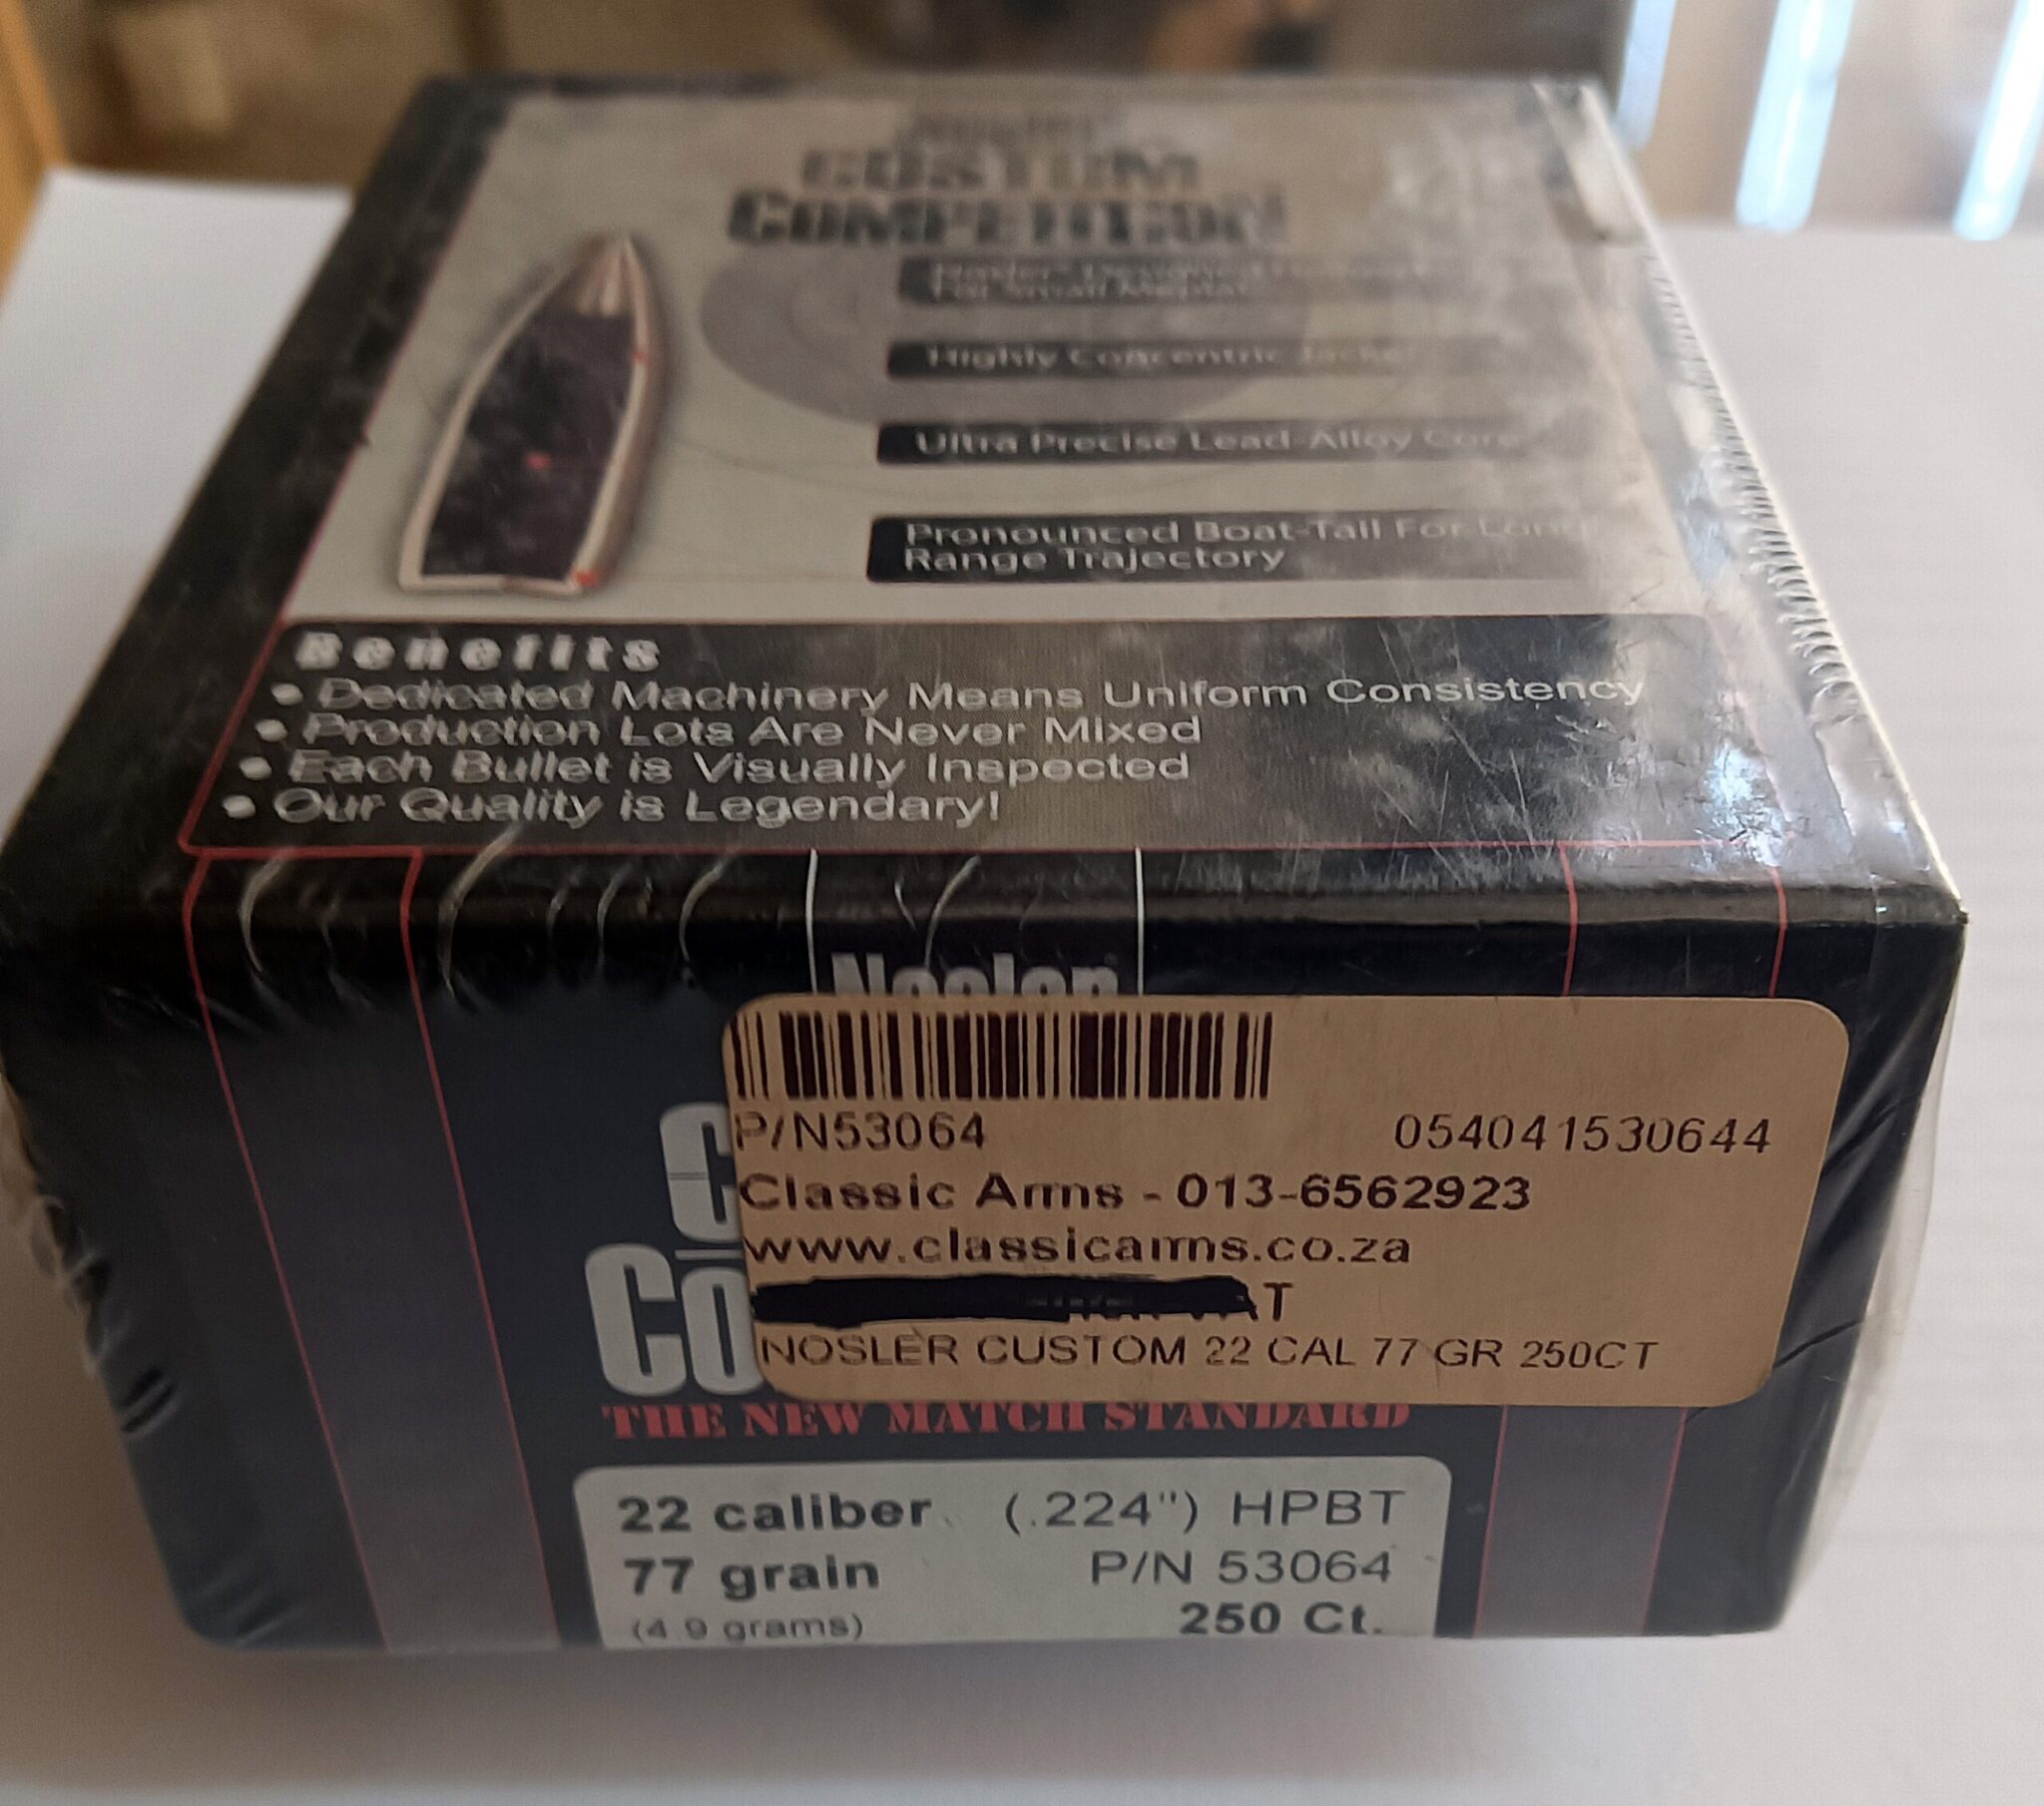 CUSTOM
COMPETITION
For Small
Highly Concentric
Ultra Precise Lead-Alloy Core
Pronounced Boat-Tail For Long
Range Trajectory
Benefits
• Dedicated Machinery Means Uniform Consistency
• Production Lots Are Never Mixed
• Each Bullet is Visually Inspected
• Our Quality is Legendary!
Nosler
P/N53064 054041530644
Classic Arms - 013-6562923
www.classicarms.co.za
NOSLER CUSTOM 22 CAL 77 GR 250CT
THE NEW MATCH STANDARD
22 caliber (.224") HPBT
77 grain P/N 53064
(4.9 grams) 250 Ct.